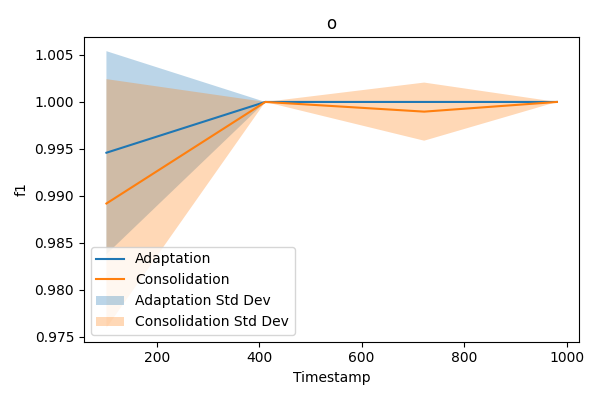 o
1.005
1.000
0.995
0.990
0.985
0.980
0.975
f1
Adaptation
Consolidation
Adaptation Std Dev
Consolidation Std Dev
200
400
600
800
1000
Timestamp